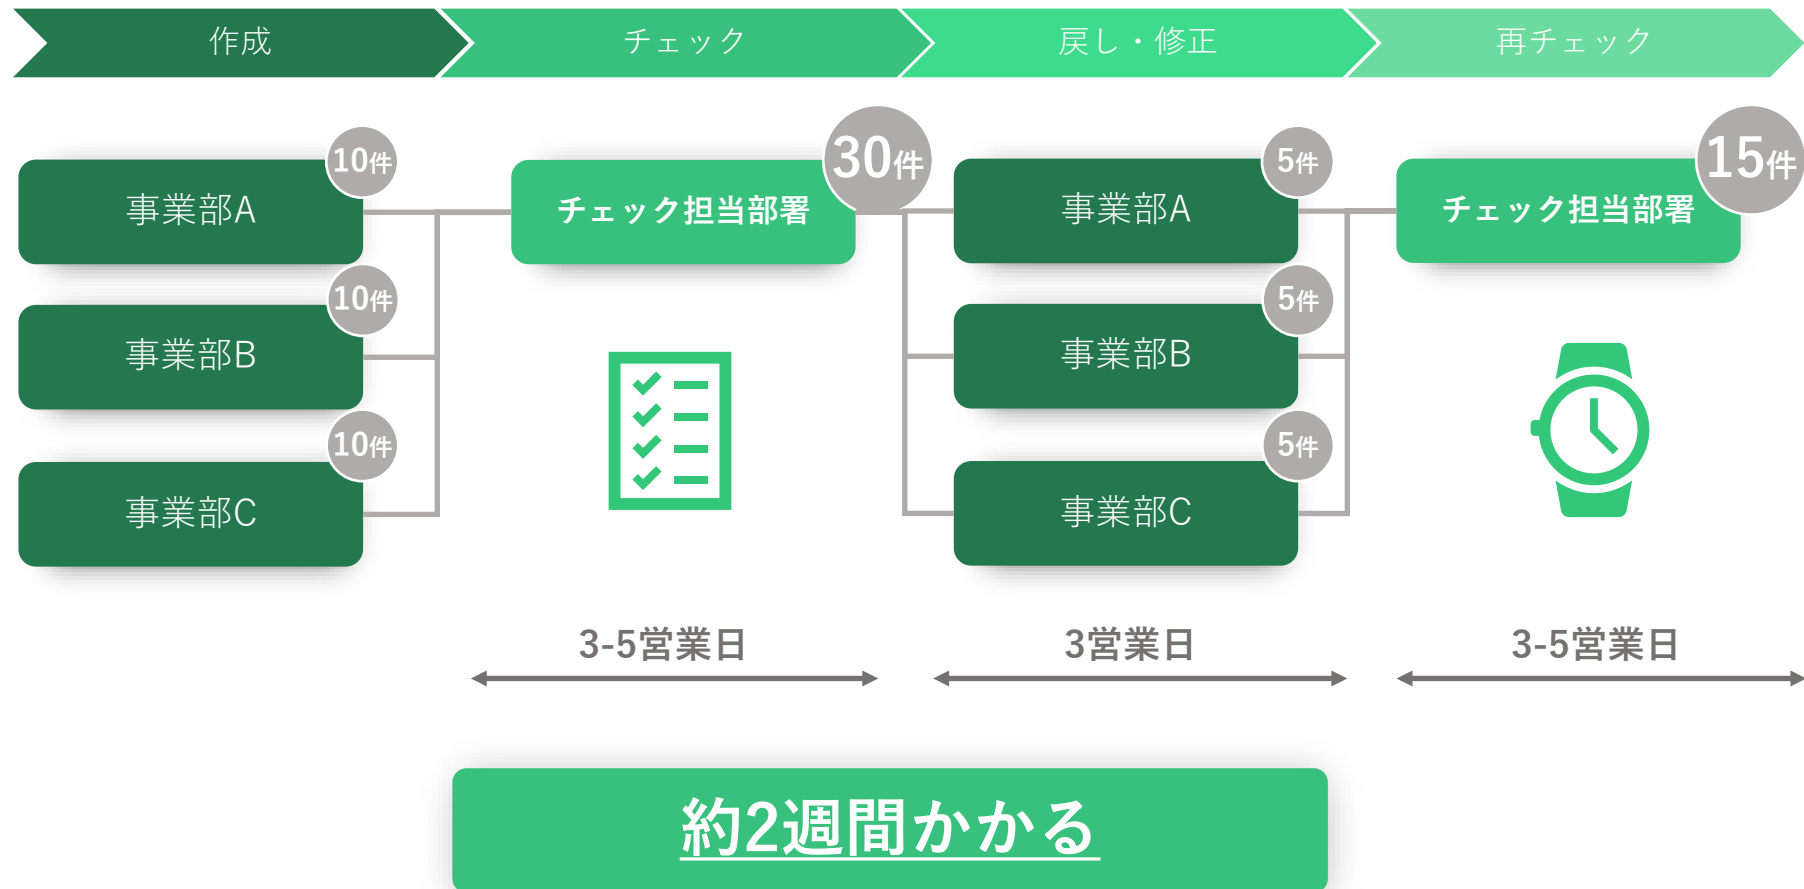 作成
チェック
戻し・修正
再チェック
10件
事業部A
10件
事業部B
10件
事業部C
30件
チェック担当部署
5件
事業部A
5件
事業部B
5件
事業部C
15件
チェック担当部署
3-5営業日
3営業日
3-5営業日
約2週間かかる